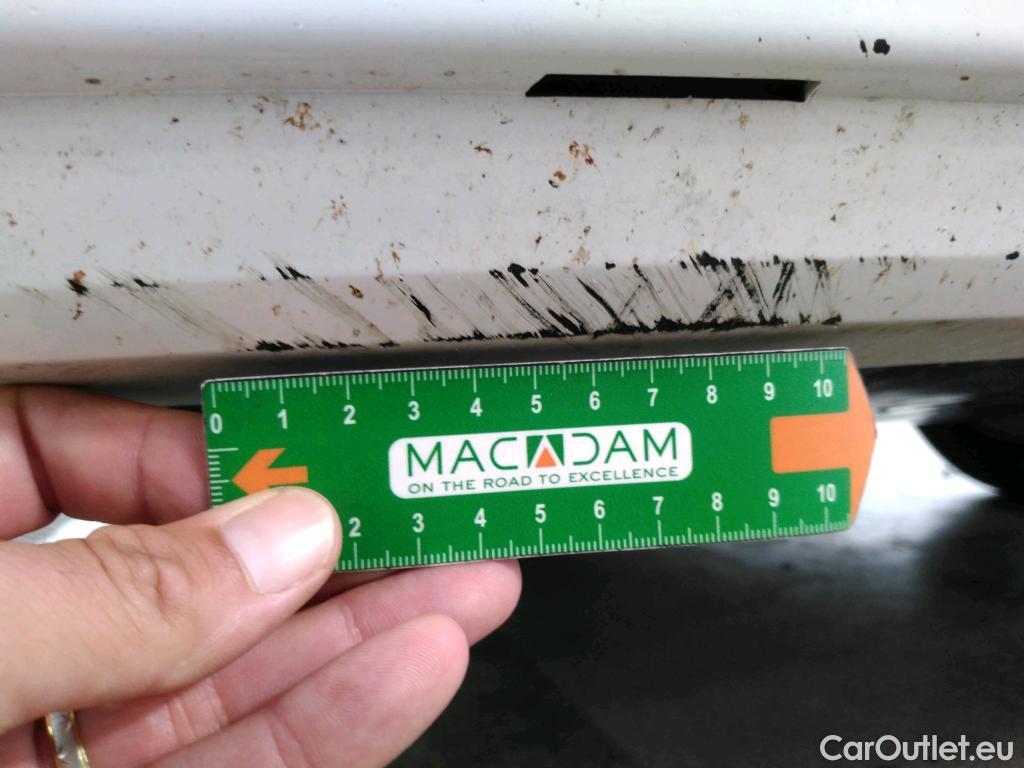 0 1 2 3 4 5 6 7 8 9 10
MACADAM
ON THE ROAD TO EXCELLENCE
2 3 4 5 6 7 8 9 10
CarOutlet.eu